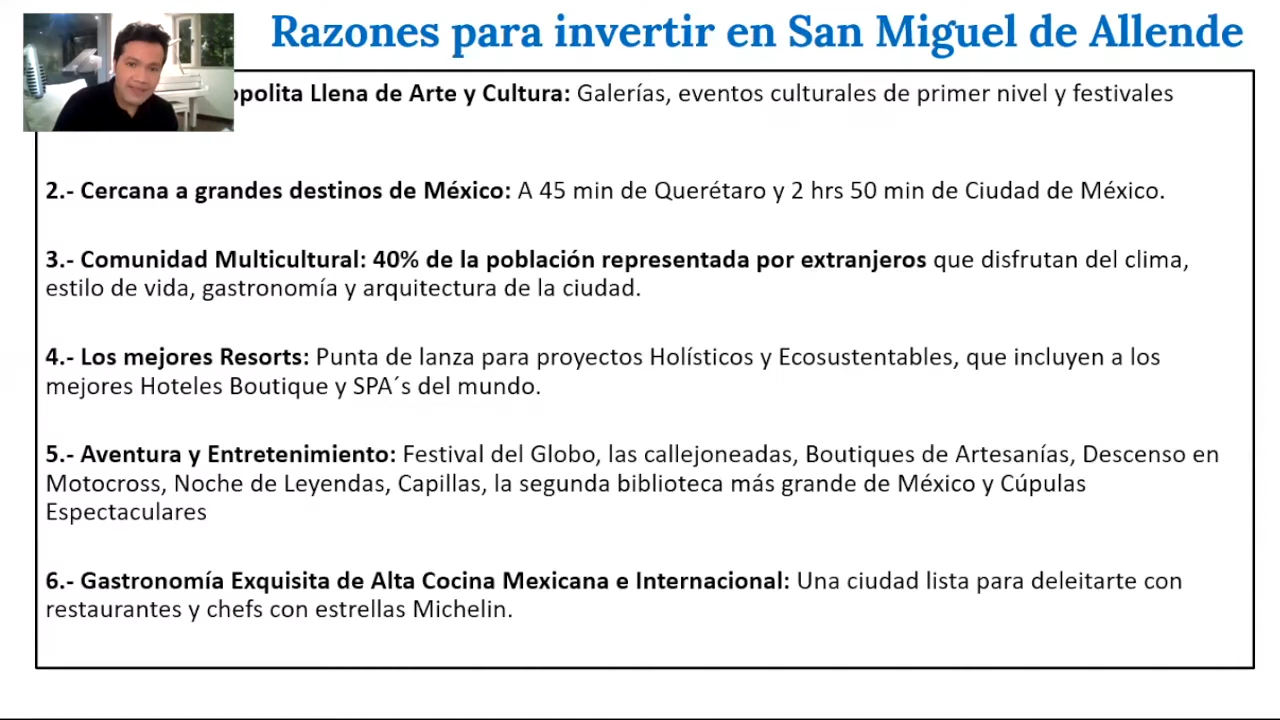 Razones para invertir en San Miguel de Allende
opolita Llena de Arte y Cultura: Galerías, eventos culturales de primer nivel y festivales
2.- Cercana a grandes destinos de México: A 45 min de Querétaro y 2 hrs 50 min de Ciudad de México.
3.- Comunidad Multicultural: 40% de la población representada por extranjeros que disfrutan del clima,
estilo de vida, gastronomía y arquitectura de la ciudad.
4.- Los mejores Resorts: Punta de lanza para proyectos Holísticos y Ecosustentables, que incluyen a los
mejores Hoteles Boutique y SPA´s del mundo.
5.- Aventura y Entretenimiento: Festival del Globo, las callejoneadas, Boutiques de Artesanías, Descenso en
Motocross, Noche de Leyendas, Capillas, la segunda biblioteca más grande de México y Cúpulas
Espectaculares
6.- Gastronomía Exquisita de Alta Cocina Mexicana e Internacional: Una ciudad lista para deleitarte con
restaurantes y chefs con estrellas Michelin.